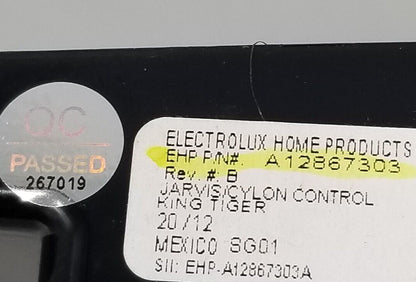 QC
PASSED
267019
ELECTROLUX HOME PRODUCTS
EHP P/N#: A12867303
Rev. #: B
JARVIS/CYLON CONTROL
KING TIGER
20/12
MEXICO SG01
SII: EHP-A12867303A